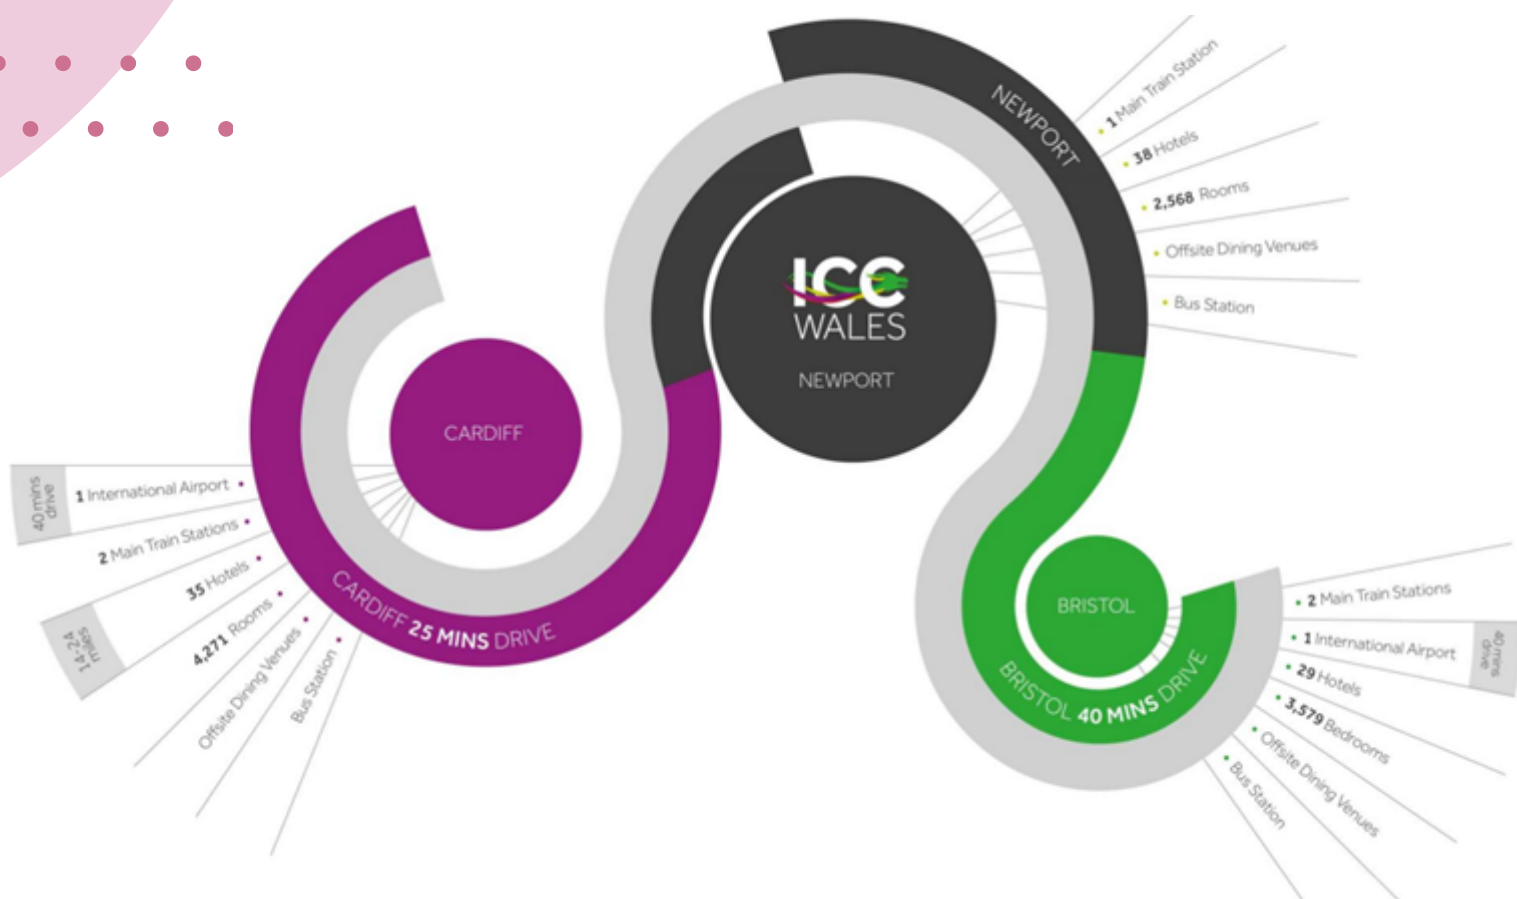 NEWPORT
1 Main Train Station
38 Hotels
2,568 Rooms
Offsite Dining Venues
Bus Station
ICC
WALES
NEWPORT
CARDIFF
40 mins
drive
1 International Airport
2 Main Train Stations
35 Hotels
14-24
miles
4,271 Rooms
Offsite Dining Venues
Bus Station
CARDIFF 25 MINS DRIVE
BRISTOL
BRISTOL 40 MINS DRIVE
2 Main Train Stations
1 International Airport
40 mins
drive
29 Hotels
3,579 Bedrooms
Offsite Dining Venues
Bus Station